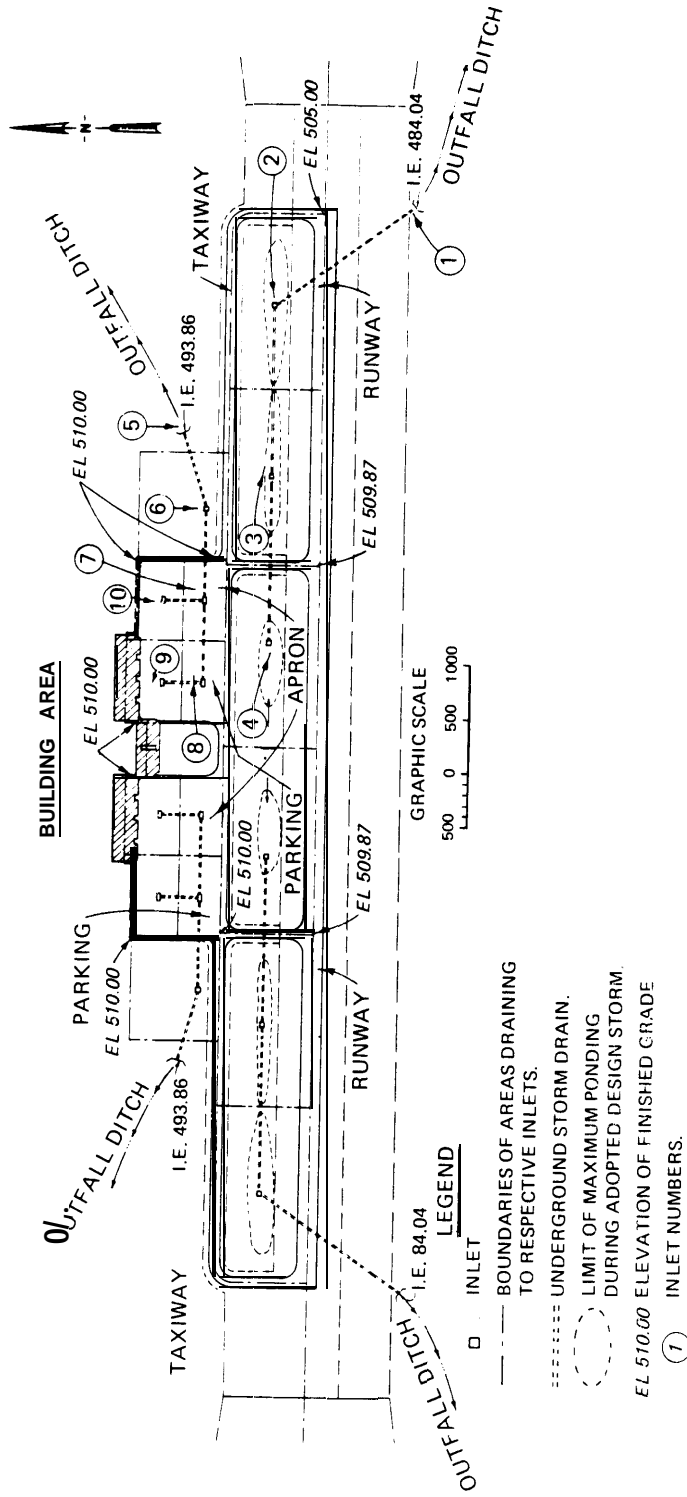 - N -
OUTFALL DITCH
TAXIWAY
2
EL 505.00
I.E. 484.04
OUTFALL DITCH
1
RUNWAY
OUTFALL DITCH
I.E. 493.86
5
EL 510.00
6
3
EL 509.87
7
10
BUILDING AREA
EL 510.00
9
8
4
APRON
PARKING
EL 510.00
GRAPHIC SCALE
500 0 500 1000
PARKING
EL 510.00
EL 509.87
RUNWAY
I.E. 493.86
OUTFALL DITCH
0/.
TAXIWAY
I.E. 84.04
OUTFALL DITCH
LEGEND
INLET
BOUNDARIES OF AREAS DRAINING
TO RESPECTIVE INLETS.
UNDERGROUND STORM DRAIN.
LIMIT OF MAXIMUM PONDING
DURING ADOPTED DESIGN STORM.
EL 510.00 ELEVATION OF FINISHED GRADE
1 INLET NUMBERS.